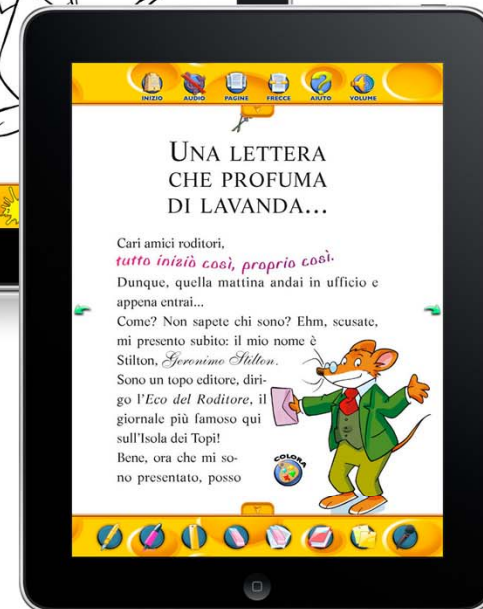 INIZIO AUDIO PAGINE FRECCE AIUTO VOLUME
UNA LETTERA
CHE PROFUMA
DI LAVANDA...
Cari amici roditori,
tutto iniziò così, proprio così.
Dunque, quella mattina andai in ufficio e
appena entrai...
Come? Non sapete chi sono? Ehm, scusate,
mi presento subito: il mio nome è
Stilton, Geronimo Stilton.
Sono un topo editore, diri-
go l'Eco del Roditore, il
giornale più famoso qui
sull'Isola dei Topi!
Bene, ora che mi so-
no presentato, posso
COLORA